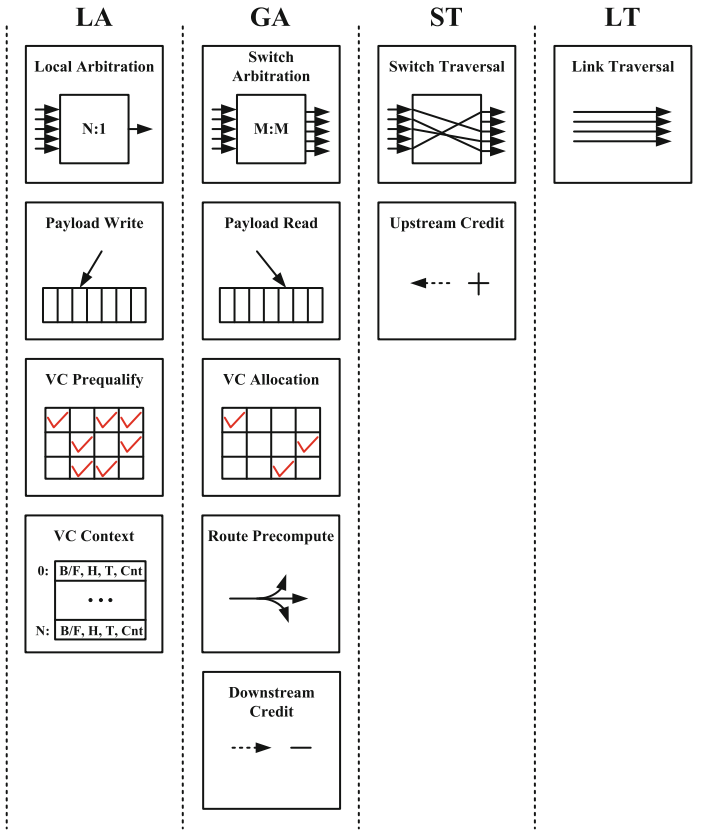 LA
GA
ST
LT
Local Arbitration
N:1
Switch
Arbitration
M:M
Switch Traversal
Link Traversal
Payload Write
Payload Read
Upstream Credit
+
VC Prequalify
VC Allocation
VC Context
0: B/F, H, T, Cnt
...
N: B/F, H, T, Cnt
Route Precompute
Downstream
Credit
–